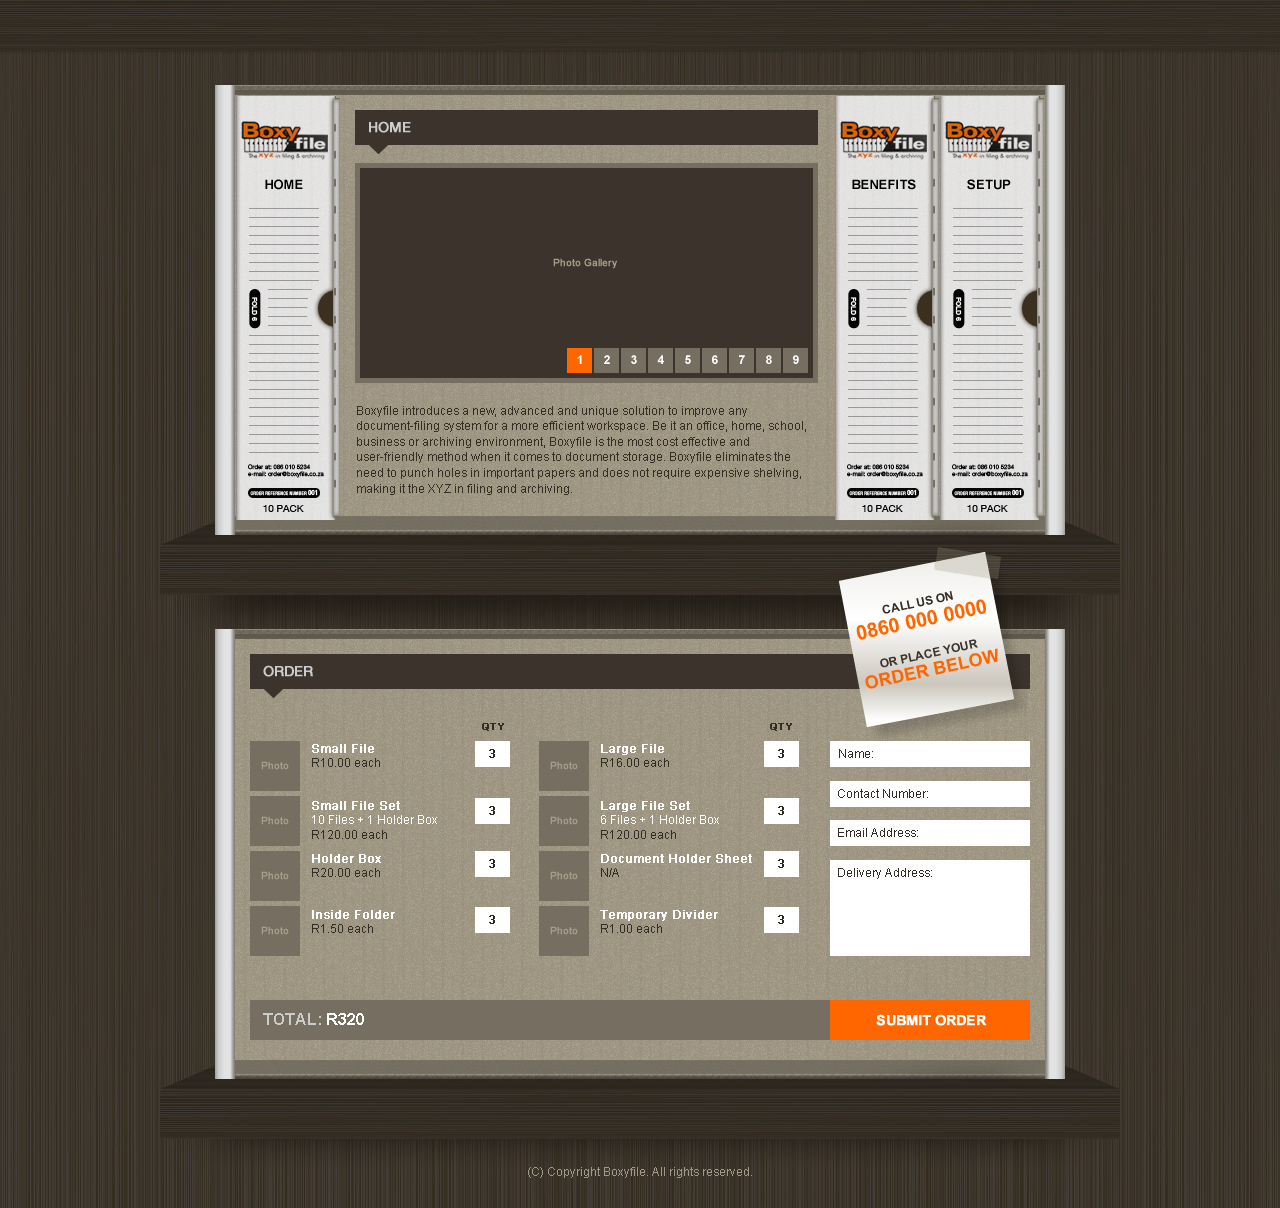 Boxy
file
The xyz in filing & archiving
HOME
FOLD 6
Order at: 086 010 5234
e-mail: order@boxyfile.co.za
ORDER REFERENCE NUMBER 001
10 PACK
HOME
Photo Gallery
1 2 3 4 5 6 7 8 9
Boxyfile introduces a new, advanced and unique solution to improve any
document-filing system for a more efficient workspace. Be it an office, home, school,
business or archiving environment, Boxyfile is the most cost effective and
user-friendly method when it comes to document storage. Boxyfile eliminates the
need to punch holes in important papers and does not require expensive shelving,
making it the XYZ in filing and archiving.
Boxy
file
The xyz in filing & archiving
BENEFITS
FOLD 6
Order at: 086 010 5234
e-mail: order@boxyfile.co.za
ORDER REFERENCE NUMBER 001
10 PACK
Boxy
file
The xyz in filing & archiving
SETUP
FOLD 6
Order at: 086 010 5234
e-mail: order@boxyfile.co.za
ORDER REFERENCE NUMBER 001
10 PACK
CALL US ON
0860 000 0000
OR PLACE YOUR
ORDER BELOW
ORDER
QTY
Photo
Small File
R10.00 each
3
Photo
Small File Set
10 Files + 1 Holder Box
R120.00 each
3
Photo
Holder Box
R20.00 each
3
Photo
Inside Folder
R1.50 each
3
QTY
Photo
Large File
R16.00 each
3
Photo
Large File Set
6 Files + 1 Holder Box
R120.00 each
3
Photo
Document Holder Sheet
N/A
3
Photo
Temporary Divider
R1.00 each
3
Name:
Contact Number:
Email Address:
Delivery Address:
TOTAL: R320
SUBMIT ORDER
(C) Copyright Boxyfile. All rights reserved.